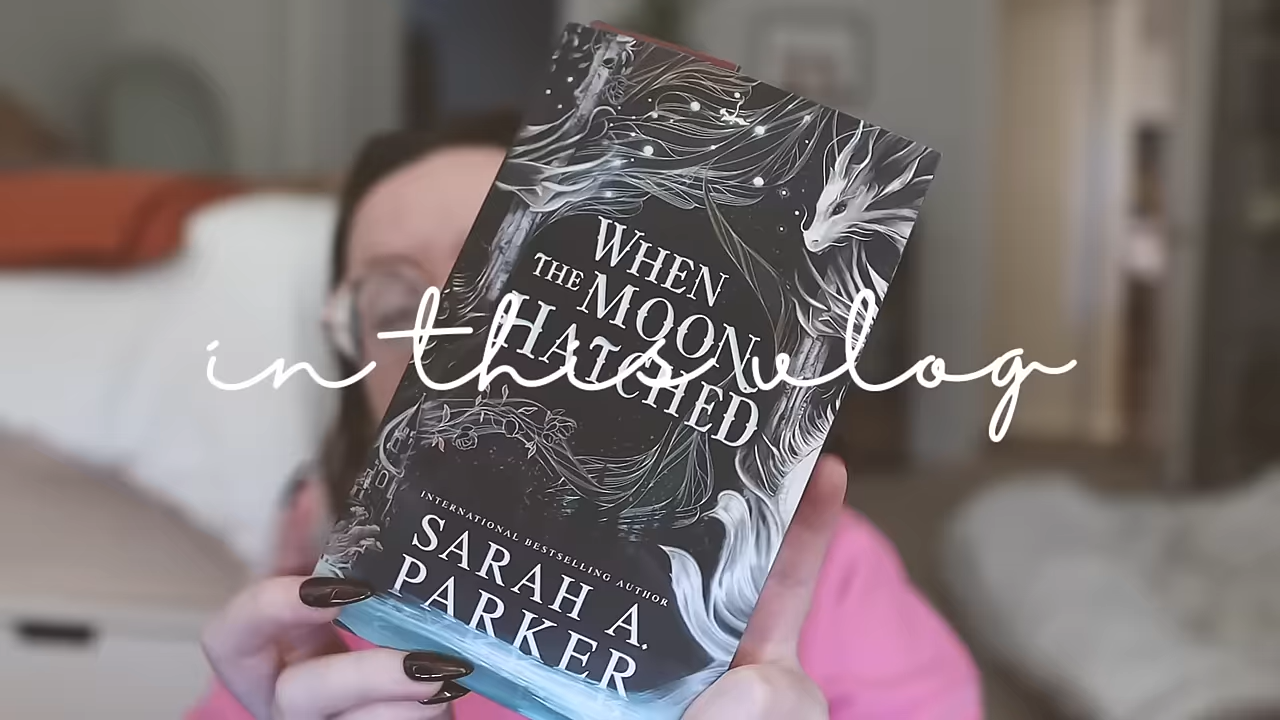 WHEN
THE MOON
HATCHED
in this vlog
INTERNATIONAL BESTSELLING AUTHOR
SARAH A.
PARKER